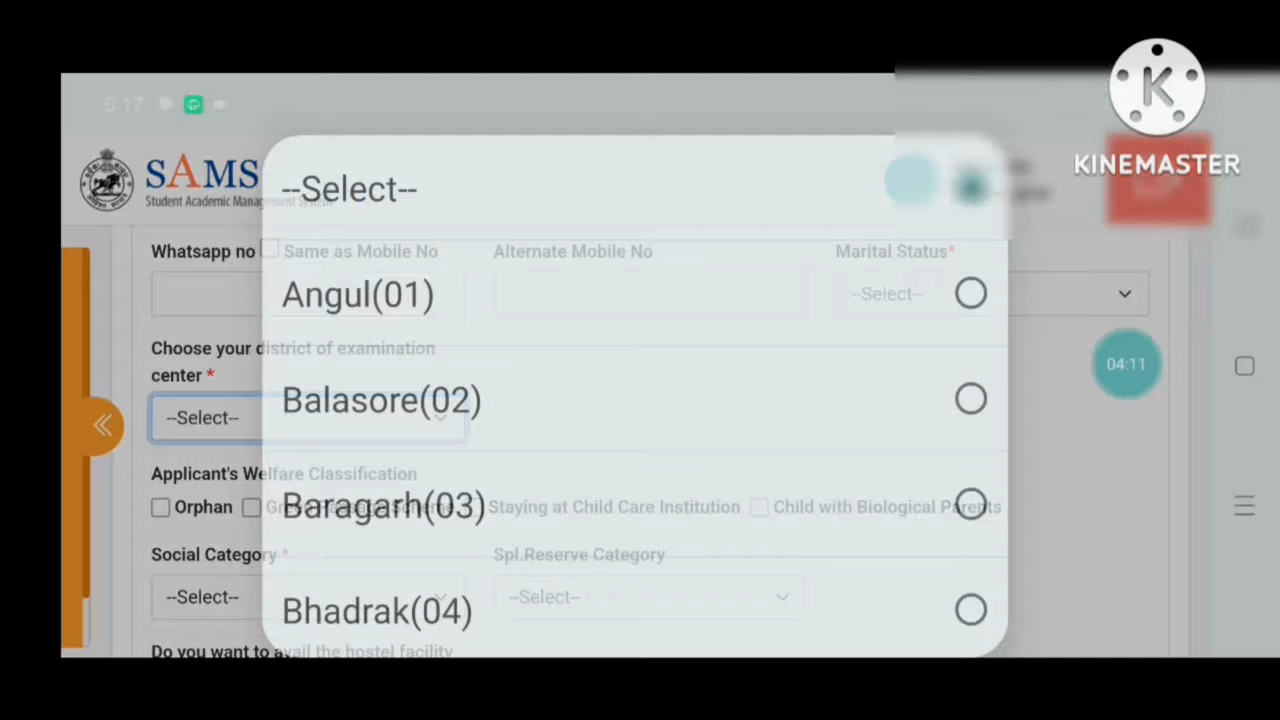 5:17
KINEMASTER
SAMS
Student Academic Management System
--Select--
Whatsapp no Same as Mobile No
Alternate Mobile No
Marital Status*
--Select--
Angul(01)
Choose your district of examination
center *
04:11
--Select--
Balasore(02)
Applicant's Welfare Classification
Orphan
Staying at Child Care Institution
Child with Biological Parents
Baragarh(03)
Social Category *
Spl.Reserve Category
--Select--
--Select--
Bhadrak(04)
Do you want to avail the hostel facility